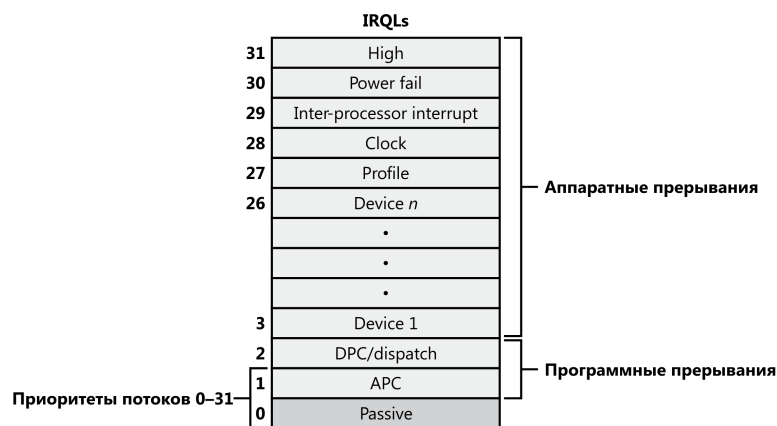 IRQLs
31 High
30 Power fail
29 Inter-processor interrupt
28 Clock
27 Profile
Аппаратные прерывания
26 Device n
•
•
•
3 Device 1
2 DPC/dispatch
Программные прерывания
1 APC
Приоритеты потоков 0–31
0 Passive